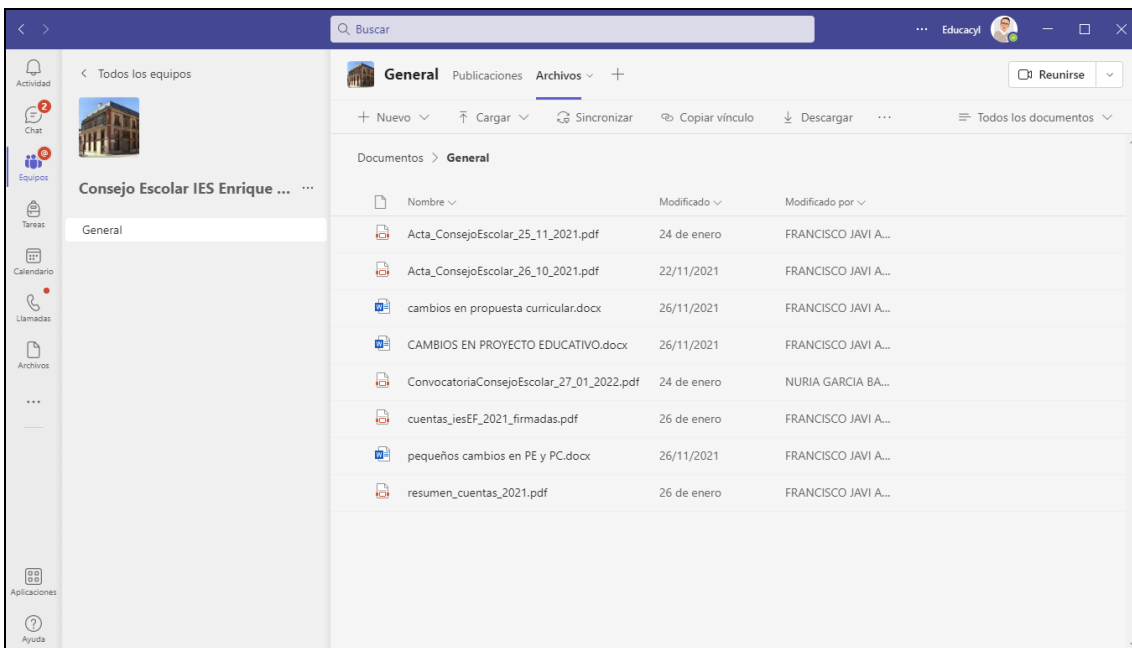 Buscar
Educacyl
Actividad
2
Chat
@
Equipos
Tareas
Calendario
Llamadas
Archivos
Aplicaciones
Ayuda
Todos los equipos
Consejo Escolar IES Enrique ...
General
General Publicaciones Archivos
Reunirse
Nuevo Cargar Sincronizar Copiar vínculo Descargar ... Todos los documentos
Documentos > General
Nombre Modificado Modificado por
Acta_ConsejoEscolar_25_11_2021.pdf 24 de enero FRANCISCO JAVI A...
Acta_ConsejoEscolar_26_10_2021.pdf 22/11/2021 FRANCISCO JAVI A...
cambios en propuesta curricular.docx 26/11/2021 FRANCISCO JAVI A...
CAMBIOS EN PROYECTO EDUCATIVO.docx 26/11/2021 FRANCISCO JAVI A...
ConvocatoriaConsejoEscolar_27_01_2022.pdf 24 de enero NURIA GARCIA BA...
cuentas_iesEF_2021_firmadas.pdf 26 de enero FRANCISCO JAVI A...
pequeños cambios en PE y PC.docx 26/11/2021 FRANCISCO JAVI A...
resumen_cuentas_2021.pdf 26 de enero FRANCISCO JAVI A...